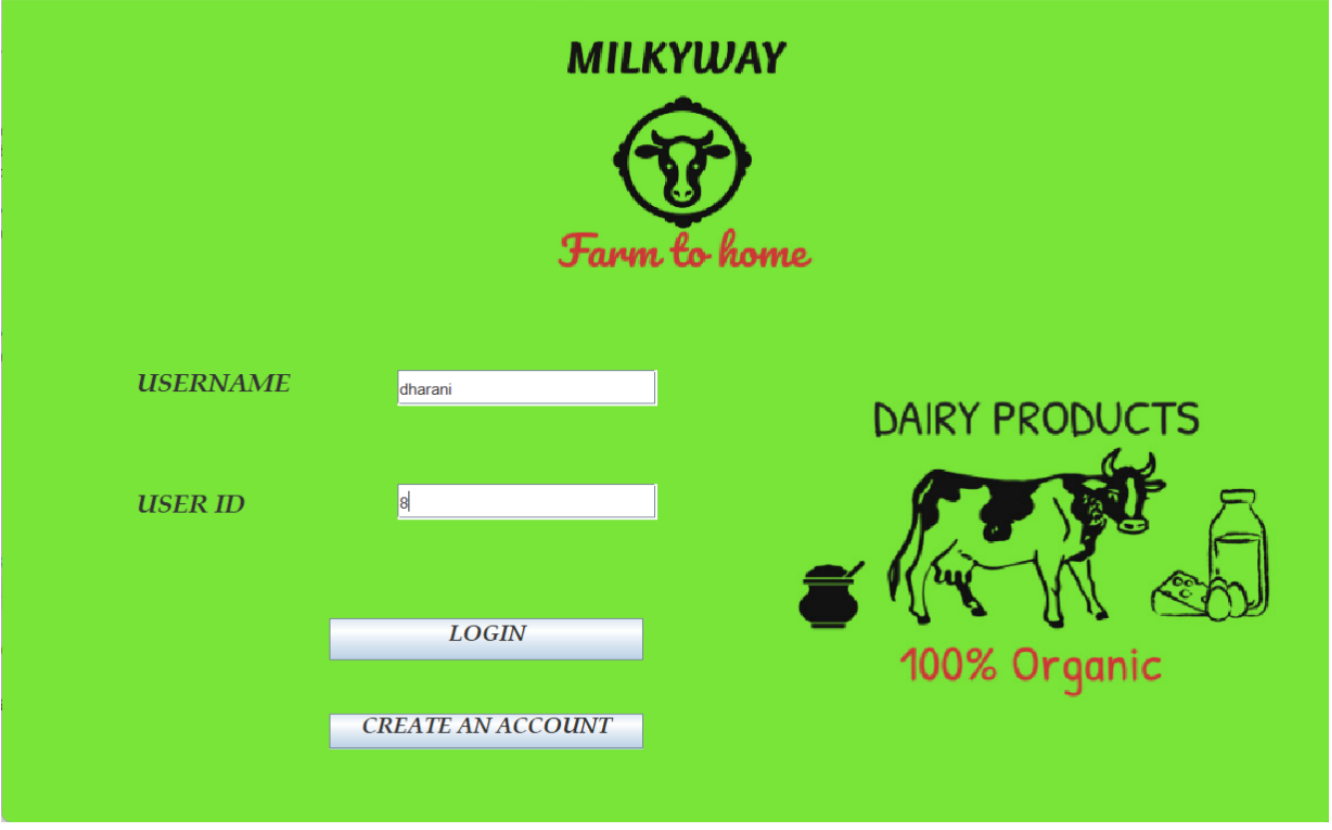 MILKYWAY
Farm to home
USERNAME
dharani
USER ID
8
LOGIN
CREATE AN ACCOUNT
DAIRY PRODUCTS
100% Organic